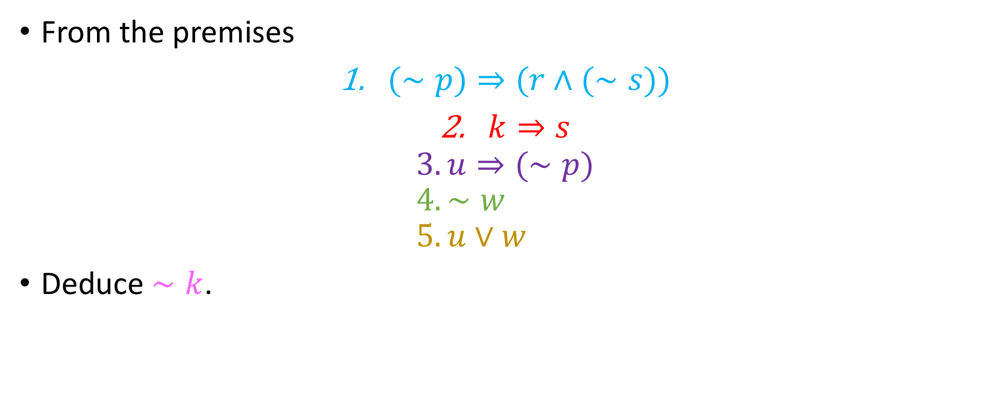 • From the premises
1. (∼ p) ⇒ (r ∧ (∼ s))
2. k ⇒ s
3. u ⇒ (∼ p)
4. ∼ w
5. u ∨ w
• Deduce ∼ k.